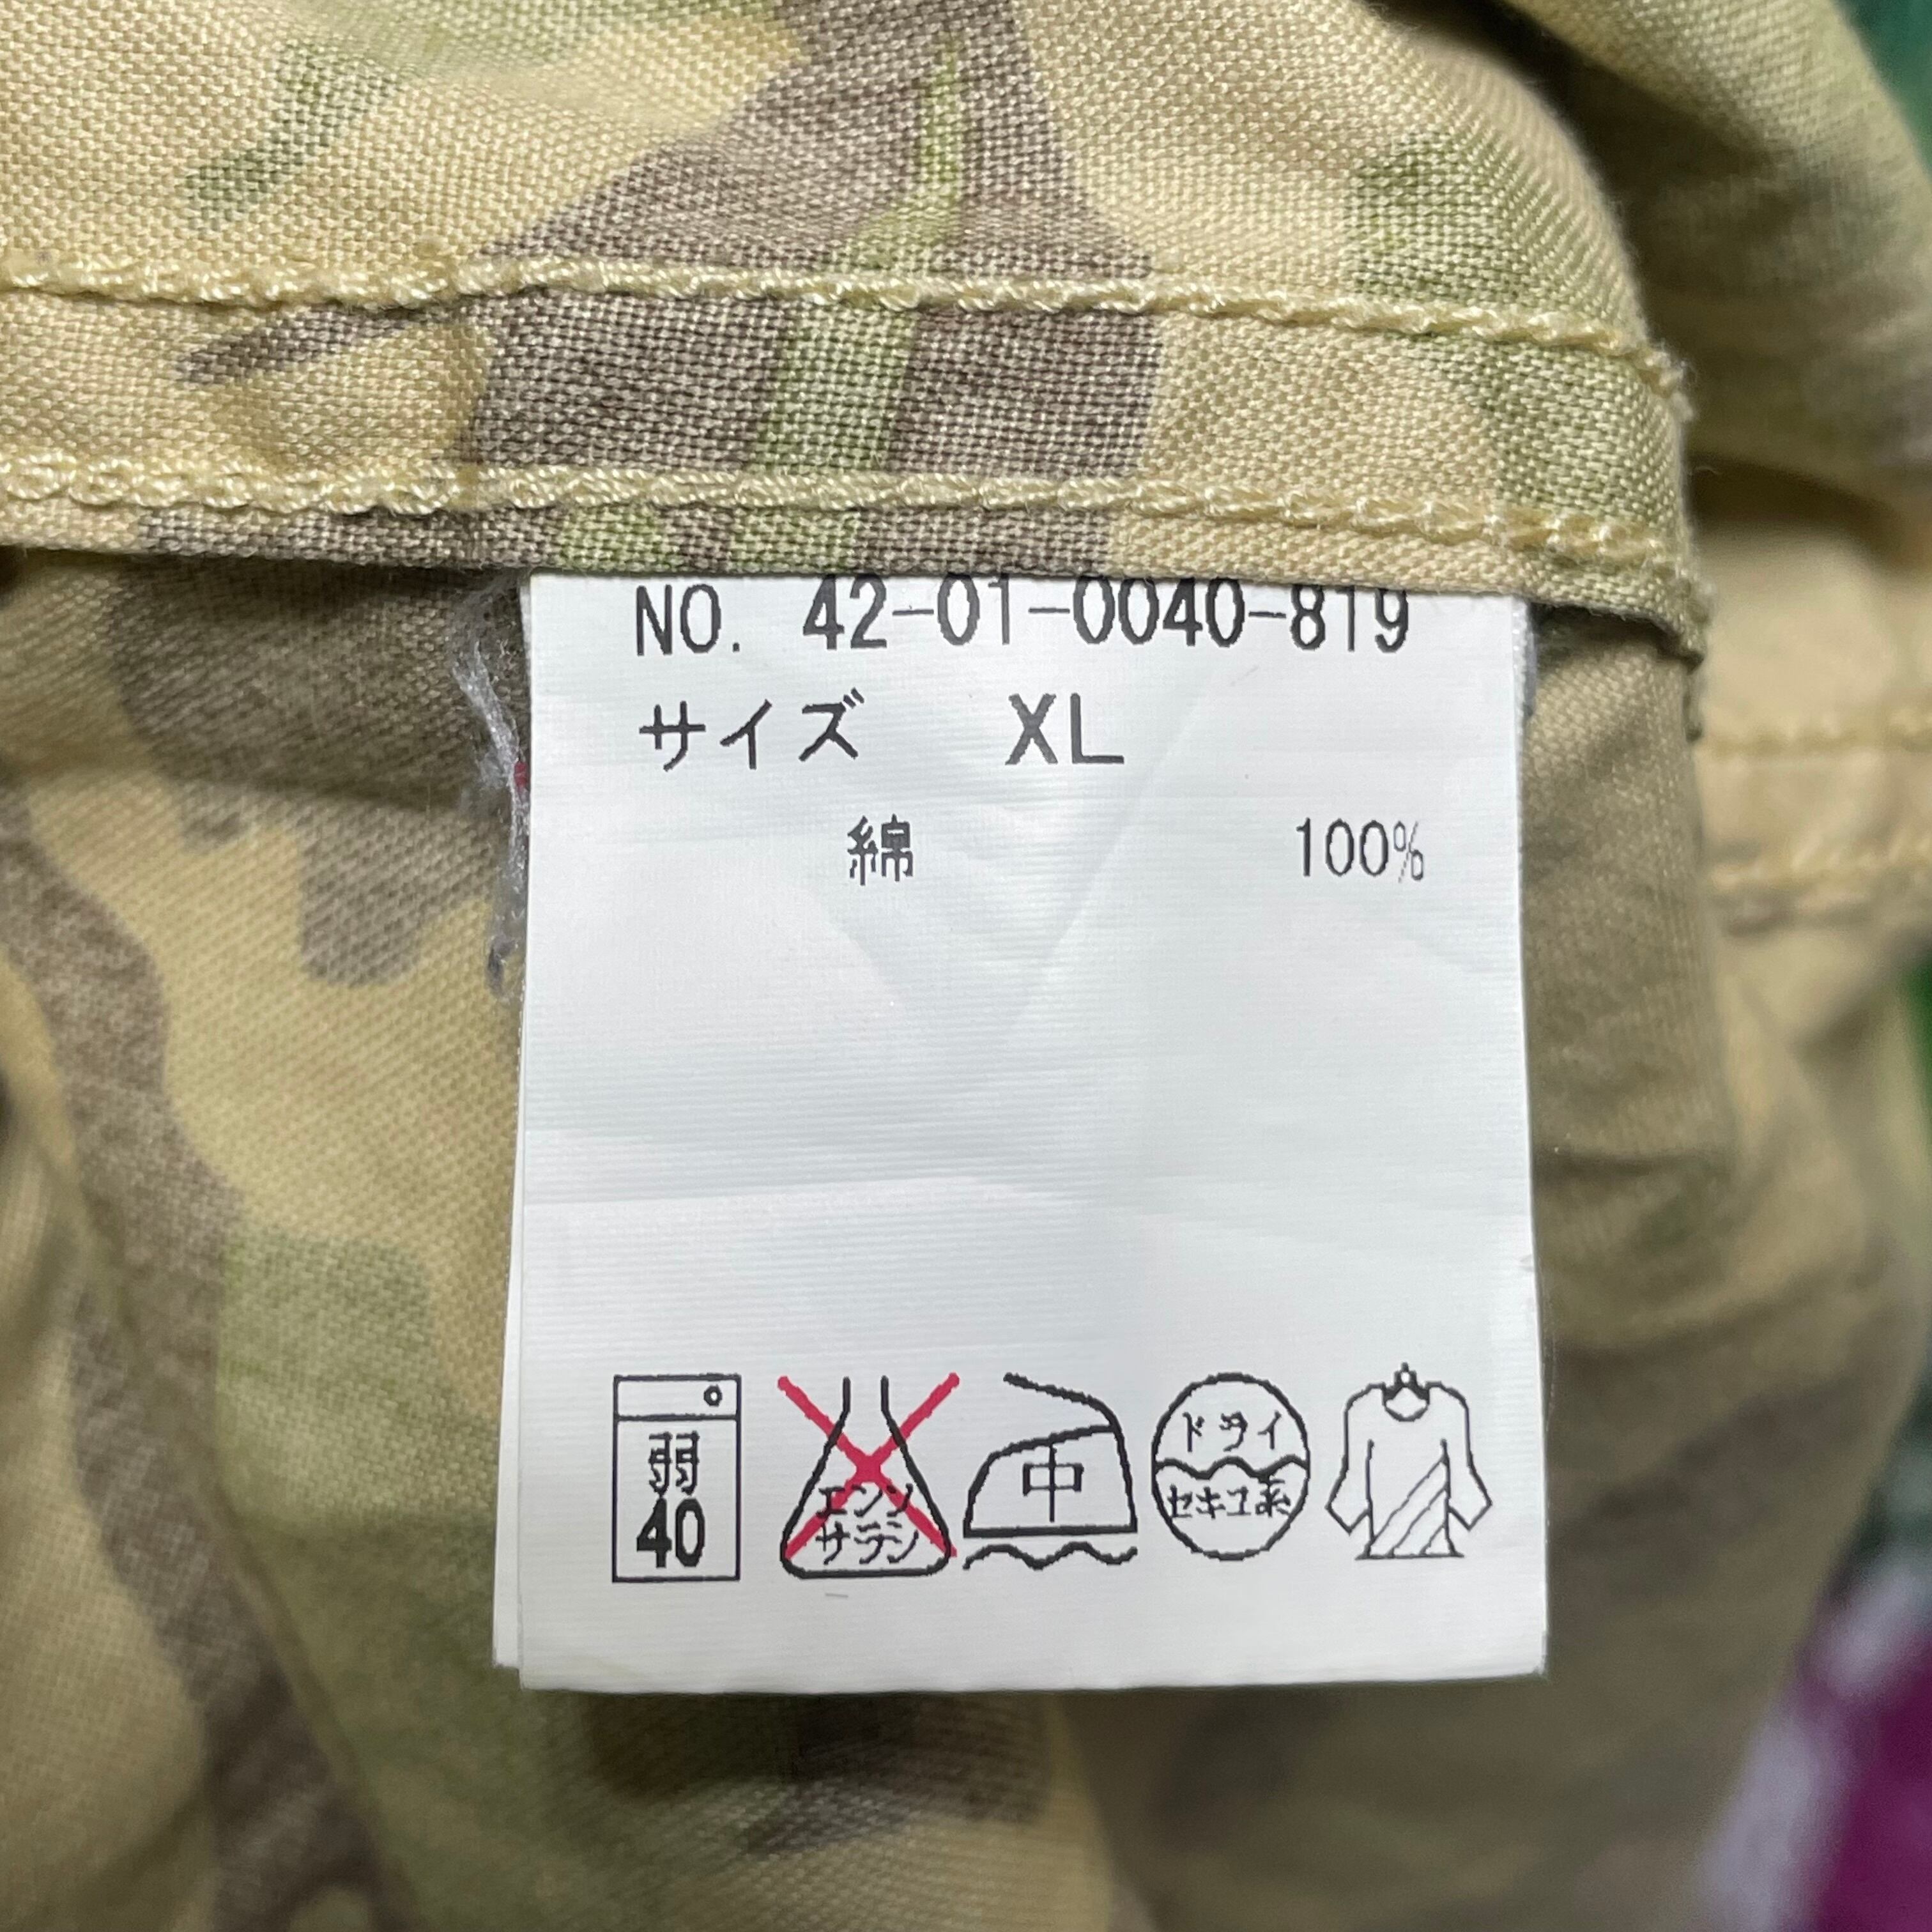 NO. 42-01-0040-819
サイズ XL
綿 100%
弱
40
エンソ
サラシ
中
ドライ
セキユ系